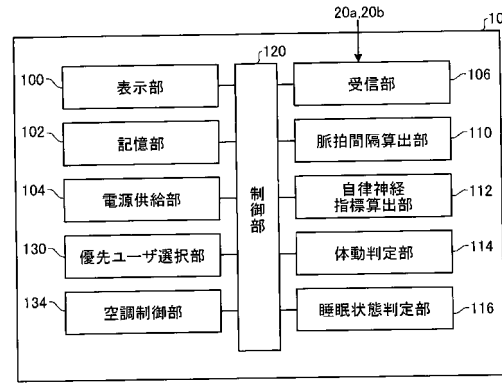 20a,20b
10
120
100
表示部
受信部
106
102
記憶部
脈拍間隔算出部
110
104
電源供給部
制御部
自律神経
指標算出部
112
130
優先ユーザ選択部
体動判定部
114
134
空調制御部
睡眠状態判定部
116